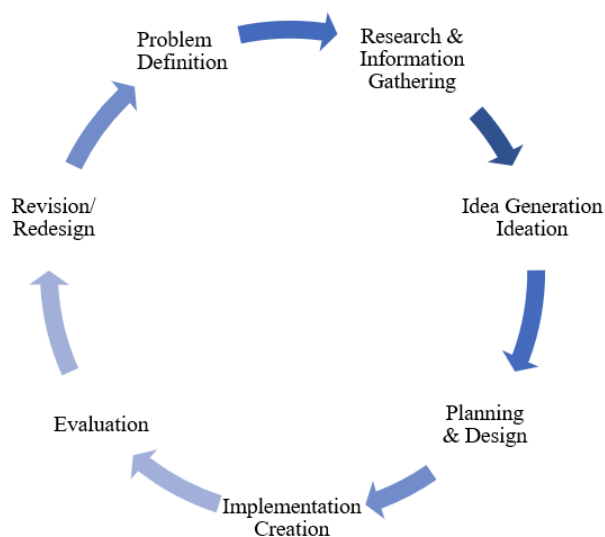 Problem
Definition
Research &
Information
Gathering
Idea Generation
Ideation
Planning
& Design
Implementation
Creation
Evaluation
Revision/
Redesign